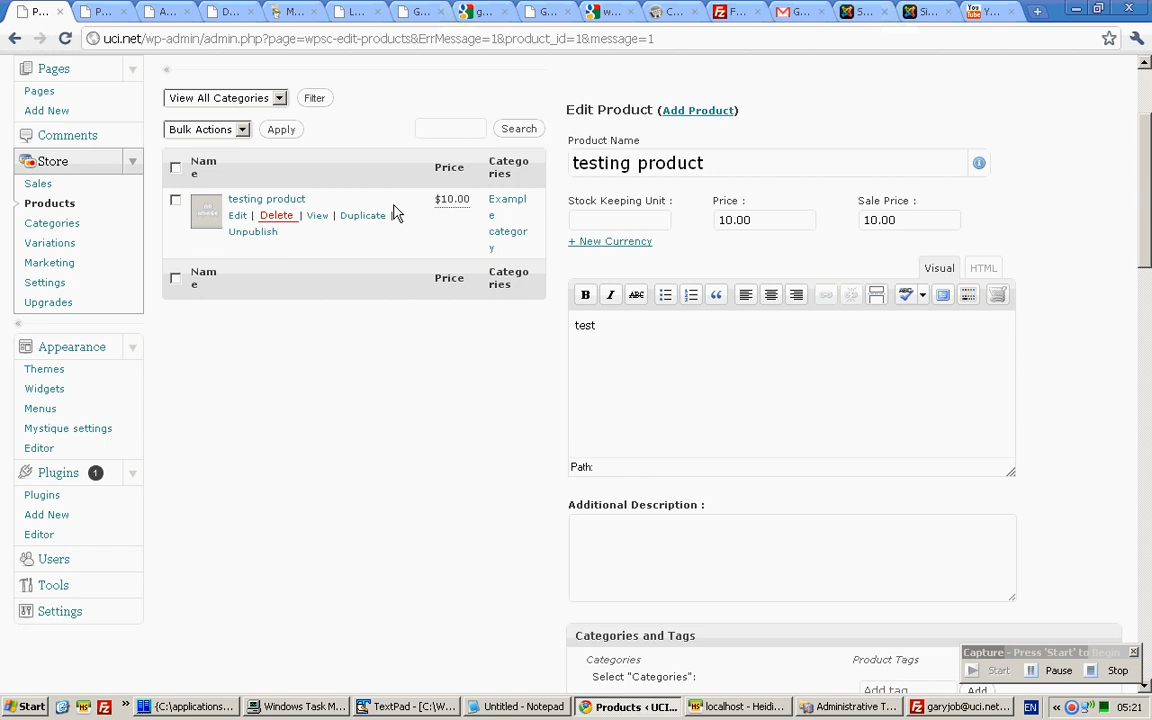 P...
P...
A...
D...
M...
L...
G...
g...
G...
w...
C...
F...
G...
S...
Si...
Y...
uci.net/wp-admin/admin.php?page=wpsc-edit-products&ErrMessage=1&product_id=1&message=1
Pages
Pages
Add New
Comments
Store
Sales
Products
Categories
Variations
Marketing
Settings
Upgrades
Appearance
Themes
Widgets
Menus
Mystique settings
Editor
Plugins 1
Plugins
Add New
Editor
Users
Tools
Settings
View All Categories Filter
Bulk Actions Apply Search
Nam
e
Price
Catego
ries
testing product
Edit | Delete | View | Duplicate |
Unpublish
$10.00
Exampl
e
categor
y
Nam
e
Price
Catego
ries
Edit Product (Add Product)
Product Name
testing product
Stock Keeping Unit : Price : Sale Price :
10.00 10.00
+ New Currency
Visual HTML
B I ABC
test
Path:
Additional Description :
Categories and Tags
Categories Product Tags
Select "Categories":
Add tag Add
Capture - Press 'Start' to Begin
Start Pause Stop
Start
{C:\applications...
Windows Task M...
TextPad - [C:\W...
Untitled - Notepad
Products ‹ UCI...
localhost - Heidi...
Administrative T...
garyjob@uci.net...
EN
05:21